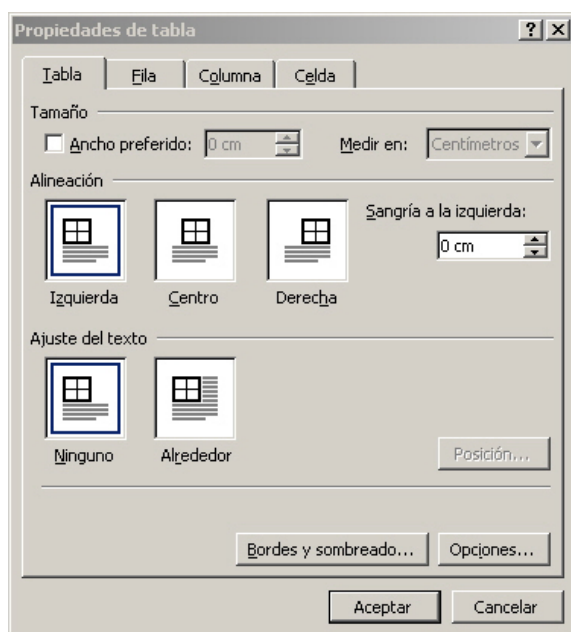 Propiedades de tabla
Tabla Fila Columna Celda
Tamaño
Ancho preferido: 0 cm Medir en: Centímetros
Alineación
Sangría a la izquierda:
0 cm
Izquierda Centro Derecha
Ajuste del texto
Ninguno Alrededor Posición...
Bordes y sombreado... Opciones...
Aceptar Cancelar